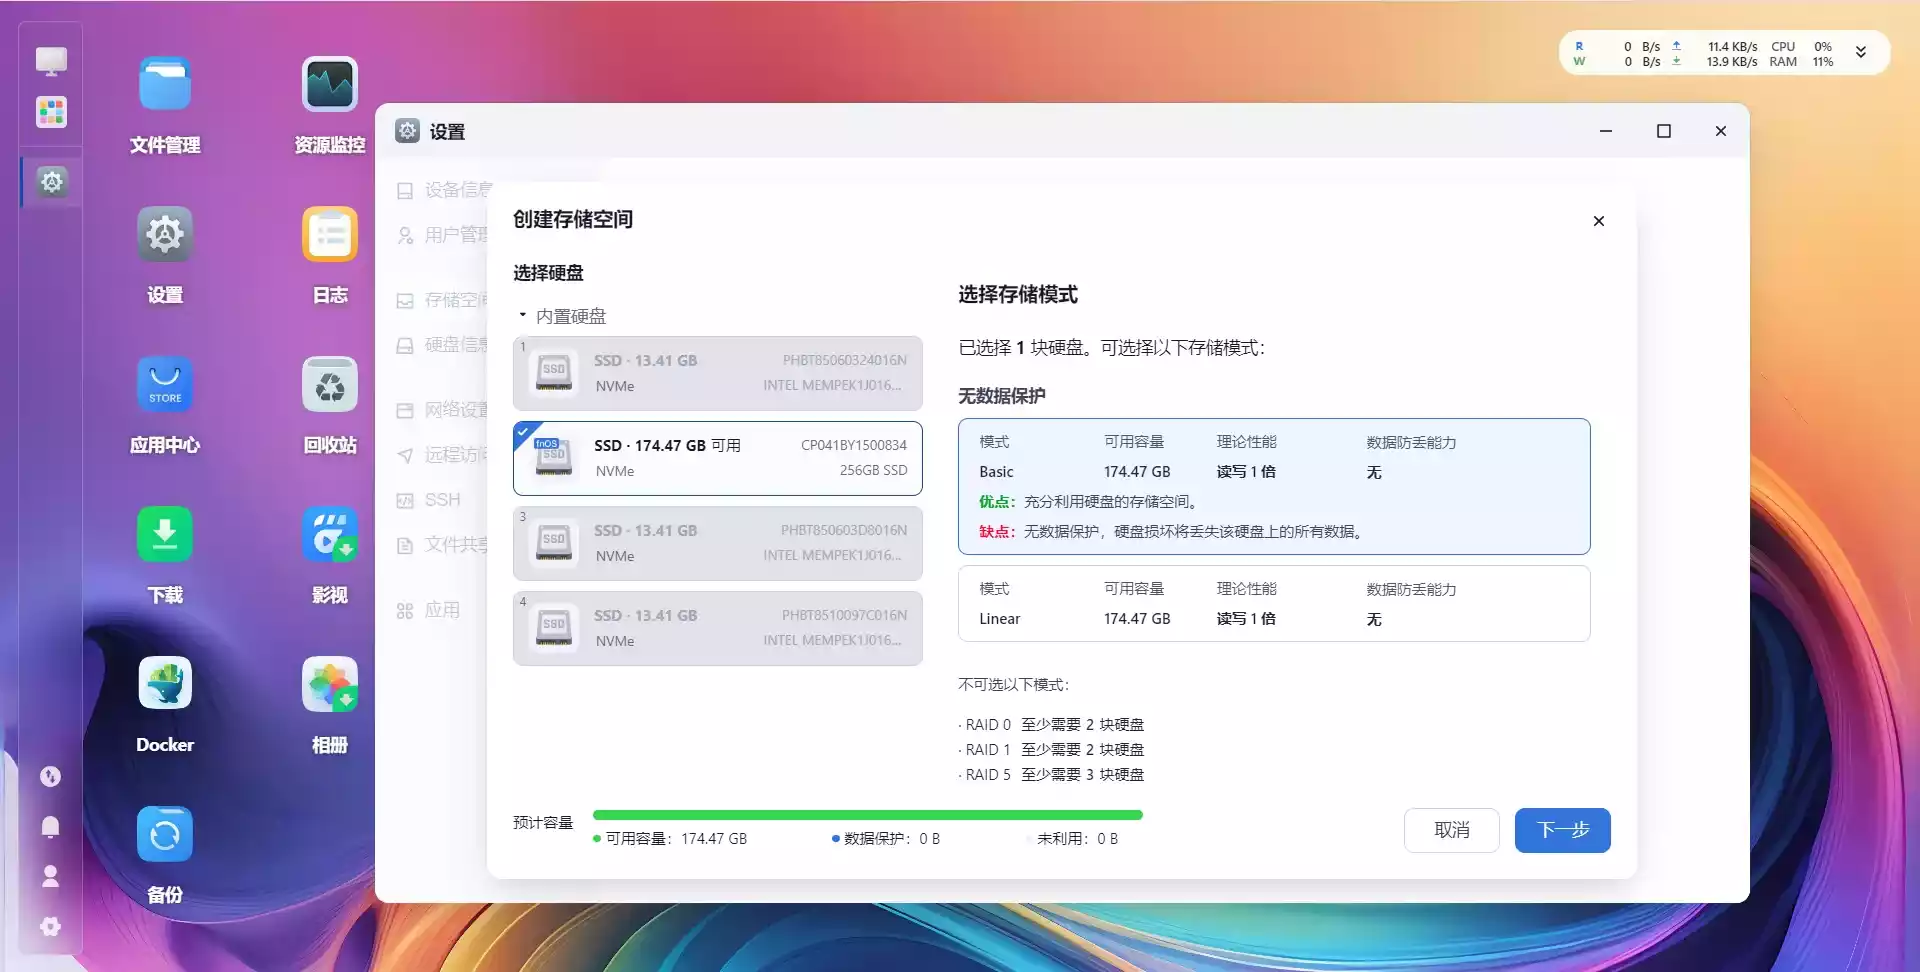 R 0 B/s 11.4 KB/s CPU 0%
W 0 B/s 13.9 KB/s RAM 11%
文件管理
资源监控
设置
日志
STORE
应用中心
回收站
下载
影视
Docker
相册
备份
设置
设备信息
用户管理
存储空间
硬盘信息
网络设置
远程访问
SSH
文件共享
应用
创建存储空间
选择硬盘
内置硬盘
1
SSD
SSD · 13.41 GB PHBT85060324016N
NVMe INTEL MEMPEK1J016...
fnOS
SSD
SSD · 174.47 GB 可用 CP041BY1500834
NVMe 256GB SSD
3
SSD
SSD · 13.41 GB PHBT850603D8016N
NVMe INTEL MEMPEK1J016...
4
SSD
SSD · 13.41 GB PHBT8510097C016N
NVMe INTEL MEMPEK1J016...
选择存储模式
已选择 1 块硬盘。可选择以下存储模式：
无数据保护
模式 可用容量 理论性能 数据防丢能力
Basic 174.47 GB 读写 1 倍 无
优点：充分利用硬盘的存储空间。
缺点：无数据保护，硬盘损坏将丢失该硬盘上的所有数据。
模式 可用容量 理论性能 数据防丢能力
Linear 174.47 GB 读写 1 倍 无
不可选以下模式：
· RAID 0 至少需要 2 块硬盘
· RAID 1 至少需要 2 块硬盘
· RAID 5 至少需要 3 块硬盘
预计容量
可用容量：174.47 GB 数据保护：0 B 未利用：0 B
取消
下一步